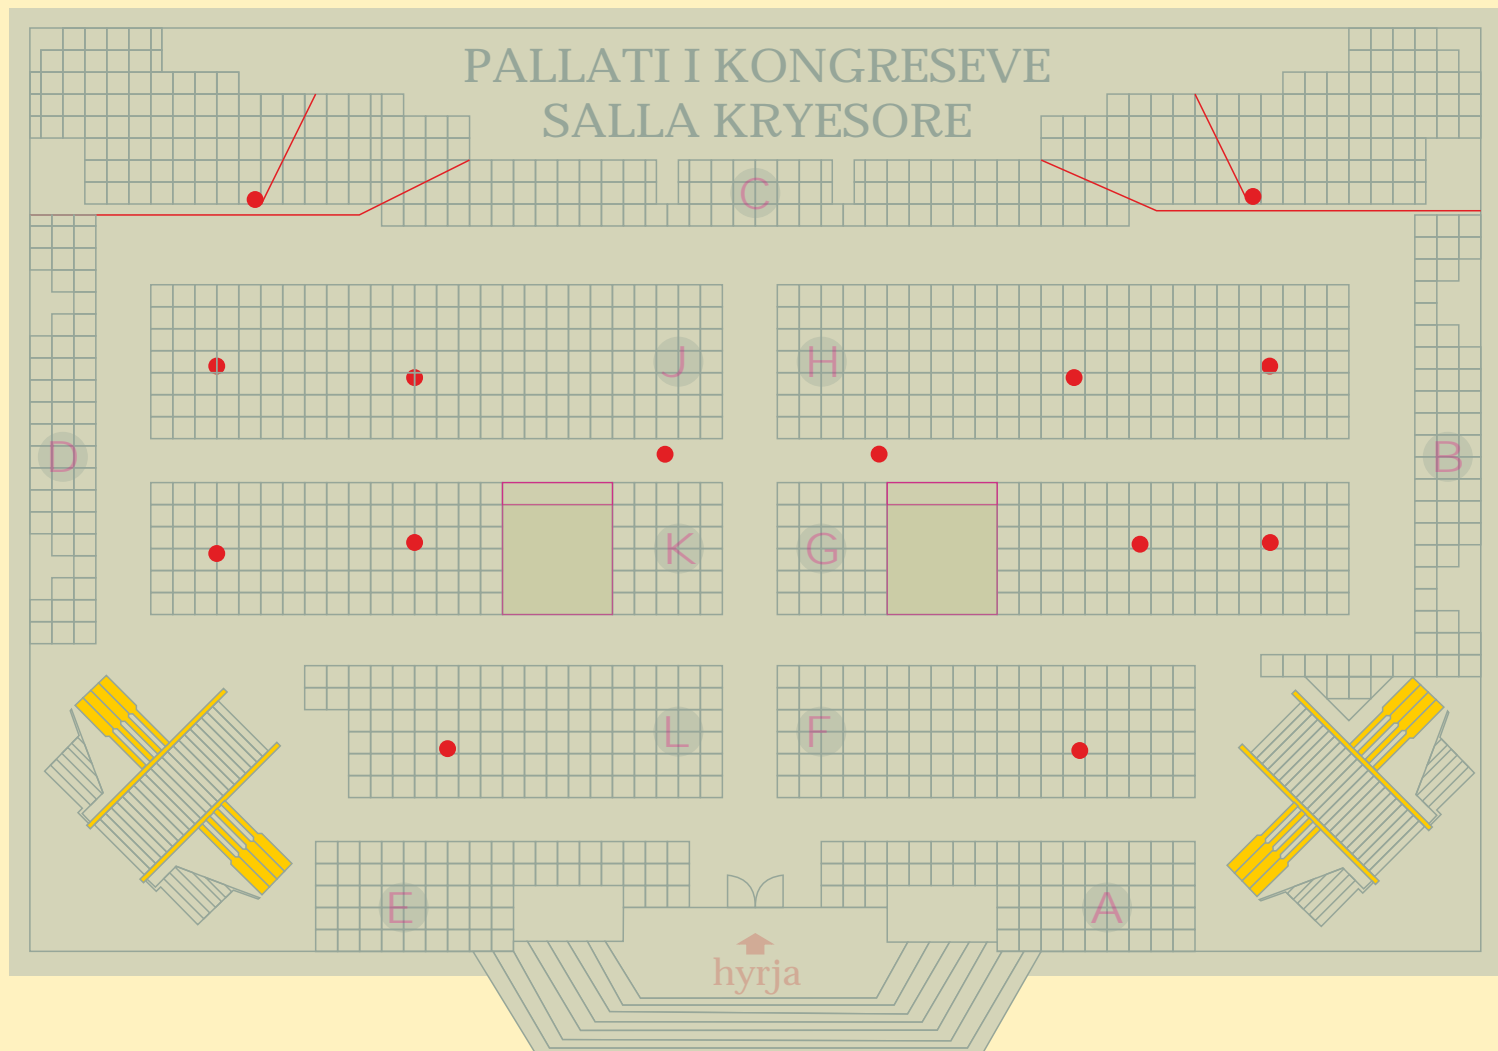 PALLATI I KONGRESEVE
SALLA KRYESORE
C
J
H
D
B
K
G
L
F
E
A
hyrja